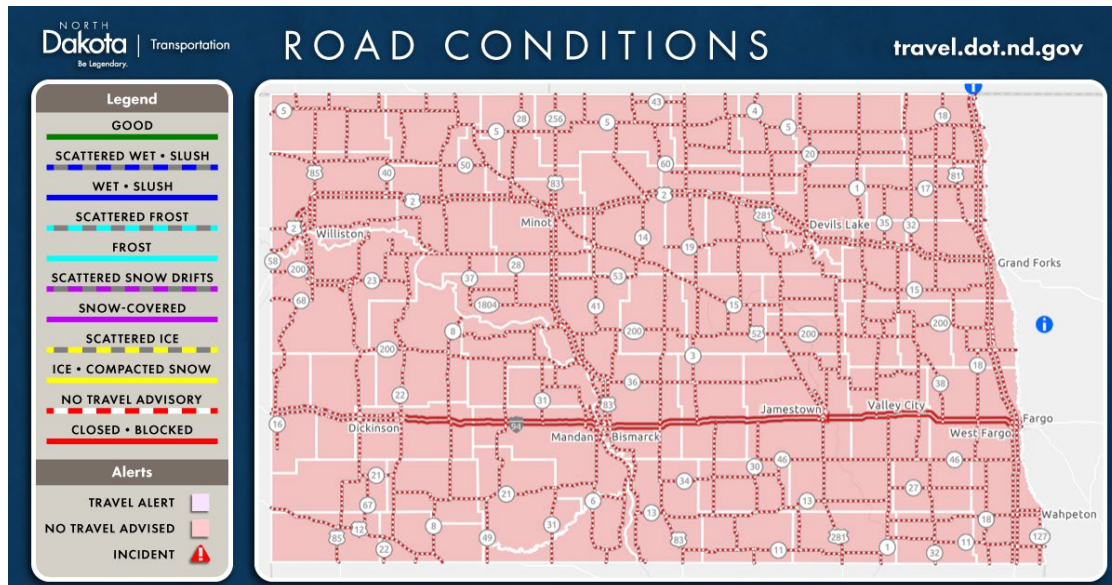 NORTH
Dakota | Transportation
Be Legendary.
ROAD CONDITIONS
travel.dot.nd.gov
Legend
GOOD
SCATTERED WET • SLUSH
WET • SLUSH
SCATTERED FROST
FROST
SCATTERED SNOW DRIFTS
SNOW-COVERED
SCATTERED ICE
ICE • COMPACTED SNOW
NO TRAVEL ADVISORY
CLOSED • BLOCKED
Alerts
TRAVEL ALERT
NO TRAVEL ADVISED
INCIDENT
5 28 256 5 43 4 18
5 5
50 60 20
85 40 83 81
2 2 1 17
Minot 281 Devils Lake 35 32
2 Williston 14 19
58 200 23 37 28 53 Grand Forks
68 1804 41 15 15
8 200 52 200 200
200 3 18
22 31 36 38
83 Jamestown Valley City
16 Dickinson 94 Mandan Bismarck West Fargo Fargo
21 30 46 46
67 21 6 34 27
12 13 13 18 Wahpeton
85 22 8 49 31 83 11 281 1 32 11 127